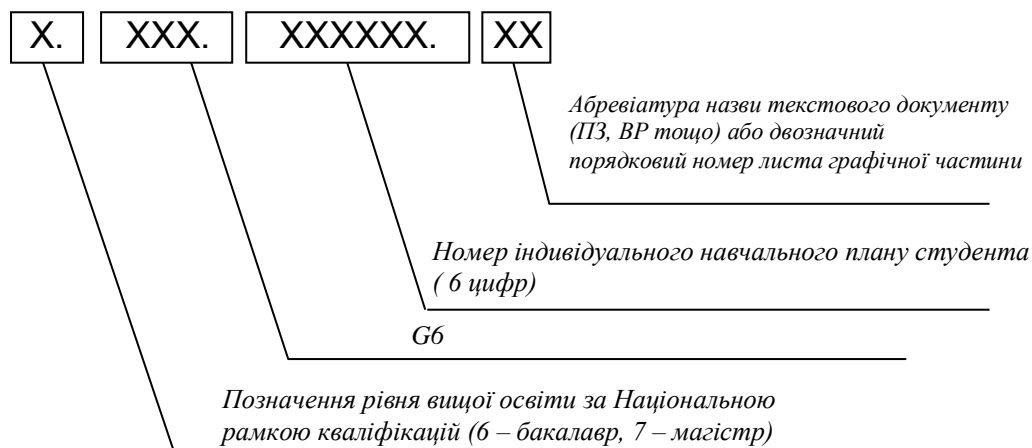 X. XXX. XXXXXX. XX
Абревіатура назви текстового документу
(ПЗ, ВР тощо) або двозначний
порядковий номер листа графічної частини
Номер індивідуального навчального плану студента
( 6 цифр)
G6
Позначення рівня вищої освіти за Національною
рамкою кваліфікацій (6 – бакалавр, 7 – магістр)